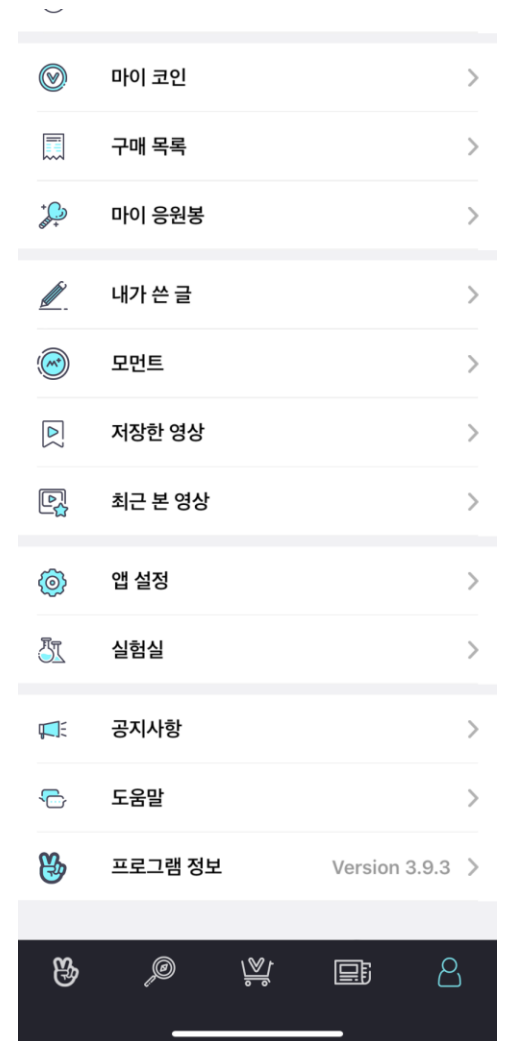 마이 코인
구매 목록
마이 응원봉
내가 쓴 글
모먼트
저장한 영상
최근 본 영상
앱 설정
실험실
공지사항
도움말
프로그램 정보 Version 3.9.3